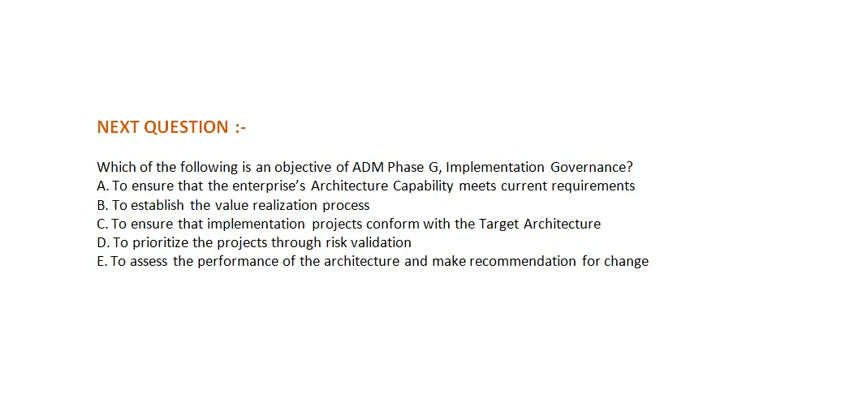 NEXT QUESTION :-
Which of the following is an objective of ADM Phase G, Implementation Governance?
A. To ensure that the enterprise’s Architecture Capability meets current requirements
B. To establish the value realization process
C. To ensure that implementation projects conform with the Target Architecture
D. To prioritize the projects through risk validation
E. To assess the performance of the architecture and make recommendation for change